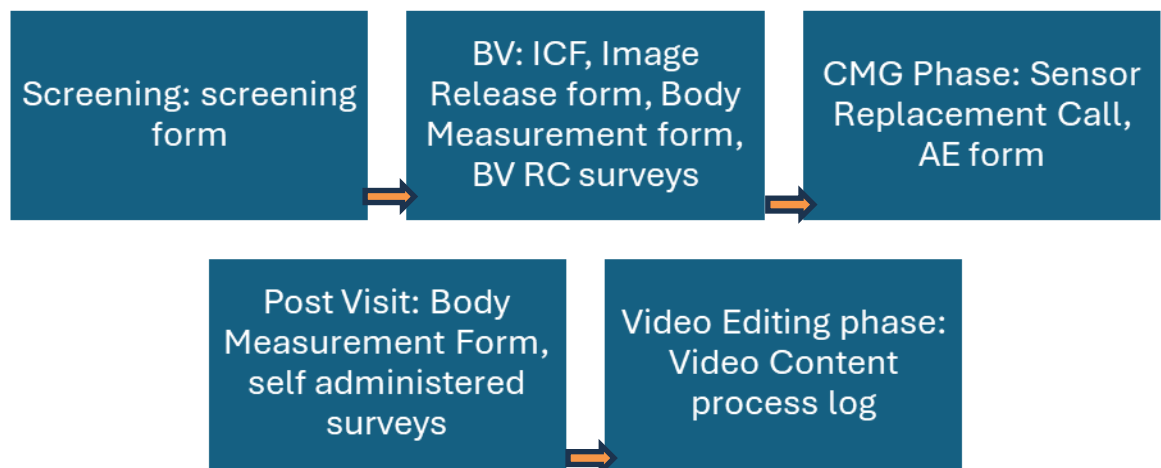 Screening: screening
form
BV: ICF, Image
Release form, Body
Measurement form,
BV RC surveys
CMG Phase: Sensor
Replacement Call,
AE form
Post Visit: Body
Measurement Form,
self administered
surveys
Video Editing phase:
Video Content
process log